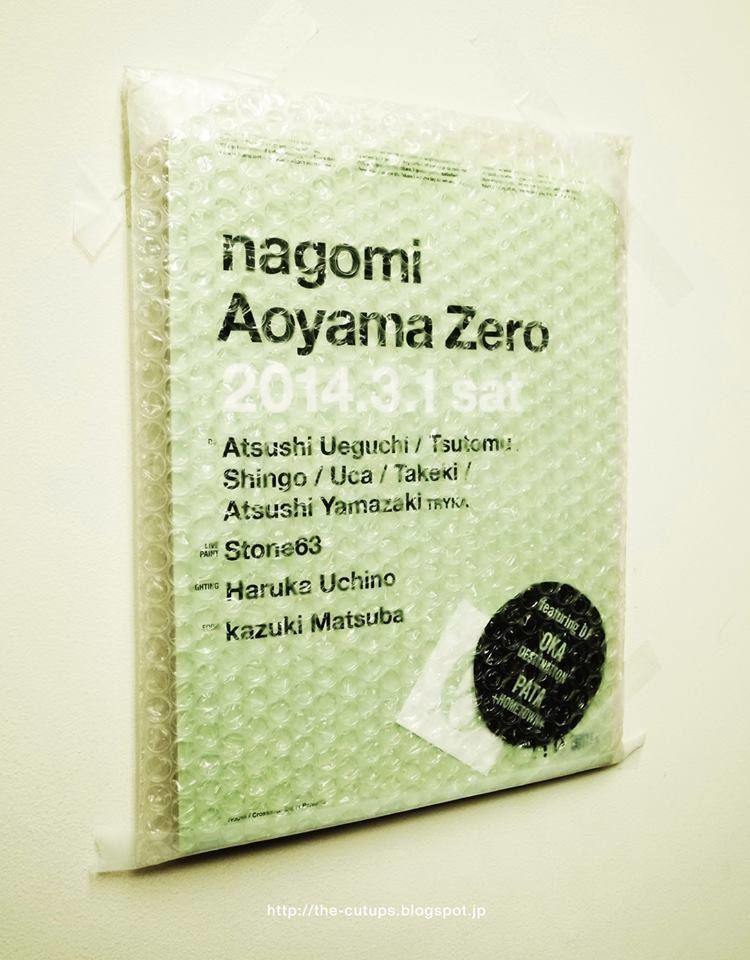 nagomi
Aoyama Zero
2014.3.1 sat
Atsushi Ueguchi / Tsutomu
Shingo / Uca / Takeki /
Atsushi Yamazaki TRYKA
LIVE
PAINT
Stone63
Haruka Uchino
FOOD
kazuki Matsuba
featuring DJ
OKA
DESTINATION
PATA
HOMETOWN
http://the-cutups.blogspot.jp